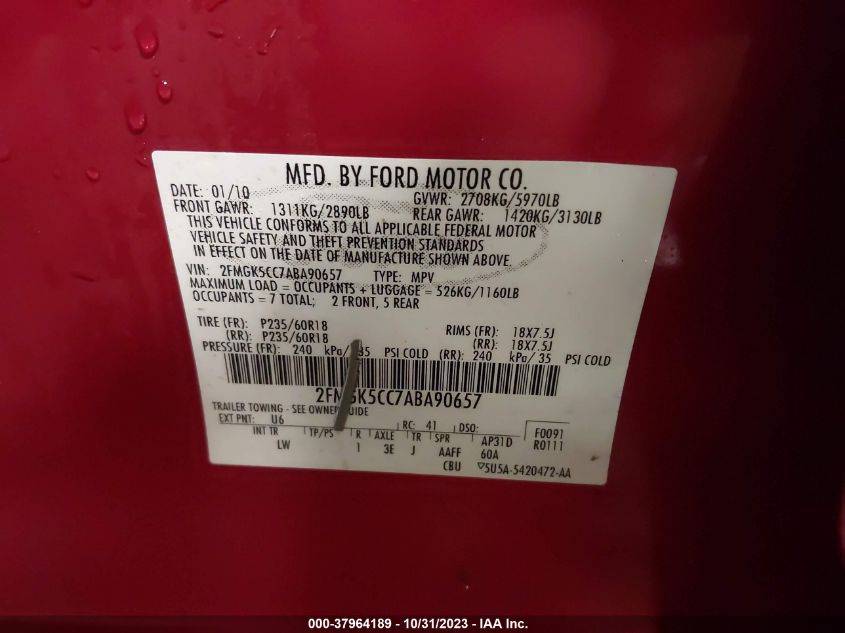 MFD. BY FORD MOTOR CO.
DATE: 01/10 GVWR: 2708KG/5970LB
FRONT GAWR: 1311KG/2890LB REAR GAWR: 1420KG/3130LB
THIS VEHICLE CONFORMS TO ALL APPLICABLE FEDERAL MOTOR
VEHICLE SAFETY AND THEFT PREVENTION STANDARDS
IN EFFECT ON THE DATE OF MANUFACTURE SHOWN ABOVE.
VIN: 2FMGK5CC7ABA90657 TYPE: MPV
MAXIMUM LOAD = OCCUPANTS + LUGGAGE = 526KG/1160LB
OCCUPANTS = 7 TOTAL; 2 FRONT, 5 REAR
TIRE (FR): P235/60R18 RIMS (FR): 18X7.5J
(RR): P235/60R18 (RR): 18X7.5J
PRESSURE (FR): 240 kPa/ 35 PSI COLD (RR): 240 kPa/ 35 PSI COLD
2FMGK5CC7ABA90657
TRAILER TOWING - SEE OWNER GUIDE
EXT PNT: U6 RC: 41 DSO: F0091
INT TR TP/PS R AXLE TR SPR AP31D R0111
LW 1 3E J AAFF 60A
CBU ▽5U5A-5420472-AA
000-37964189 - 10/31/2023 - IAA Inc.